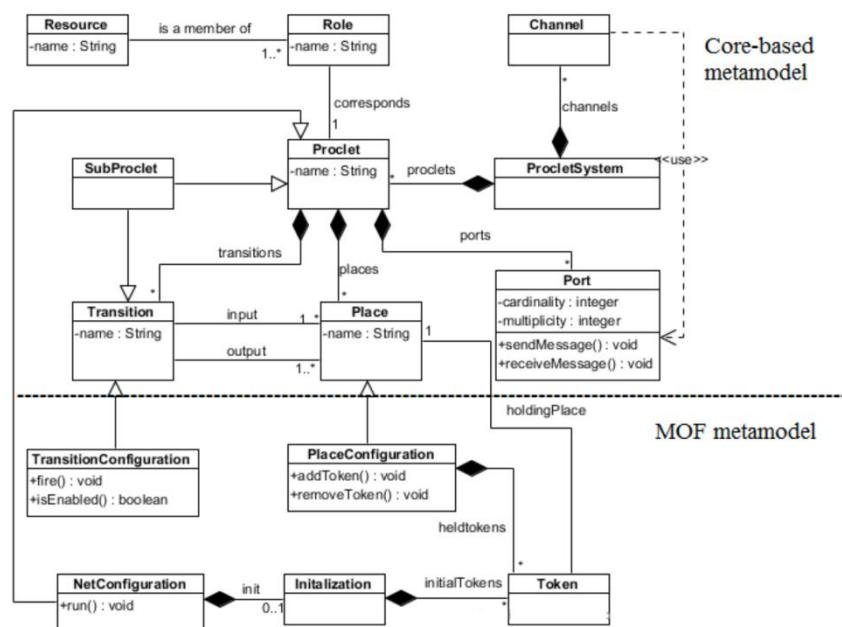 Resource
-name : String
is a member of
1..*
Role
-name : String
Channel
Core-based
metamodel
*
channels
corresponds
1
Proclet
-name : String
*
proclets
ProcletSystem
<<use>>
SubProclet
transitions
*
places
*
ports
*
Port
-cardinality : integer
-multiplicity : integer
+sendMessage() : void
+receiveMessage() : void
Transition
-name : String
input
1..*
output
1..*
Place
-name : String
1
holdingPlace
MOF metamodel
TransitionConfiguration
+fire() : void
+isEnabled() : boolean
PlaceConfiguration
+addToken() : void
+removeToken() : void
heldtokens
*
NetConfiguration
+run() : void
init
0..1
Initalization
initialTokens
*
Token